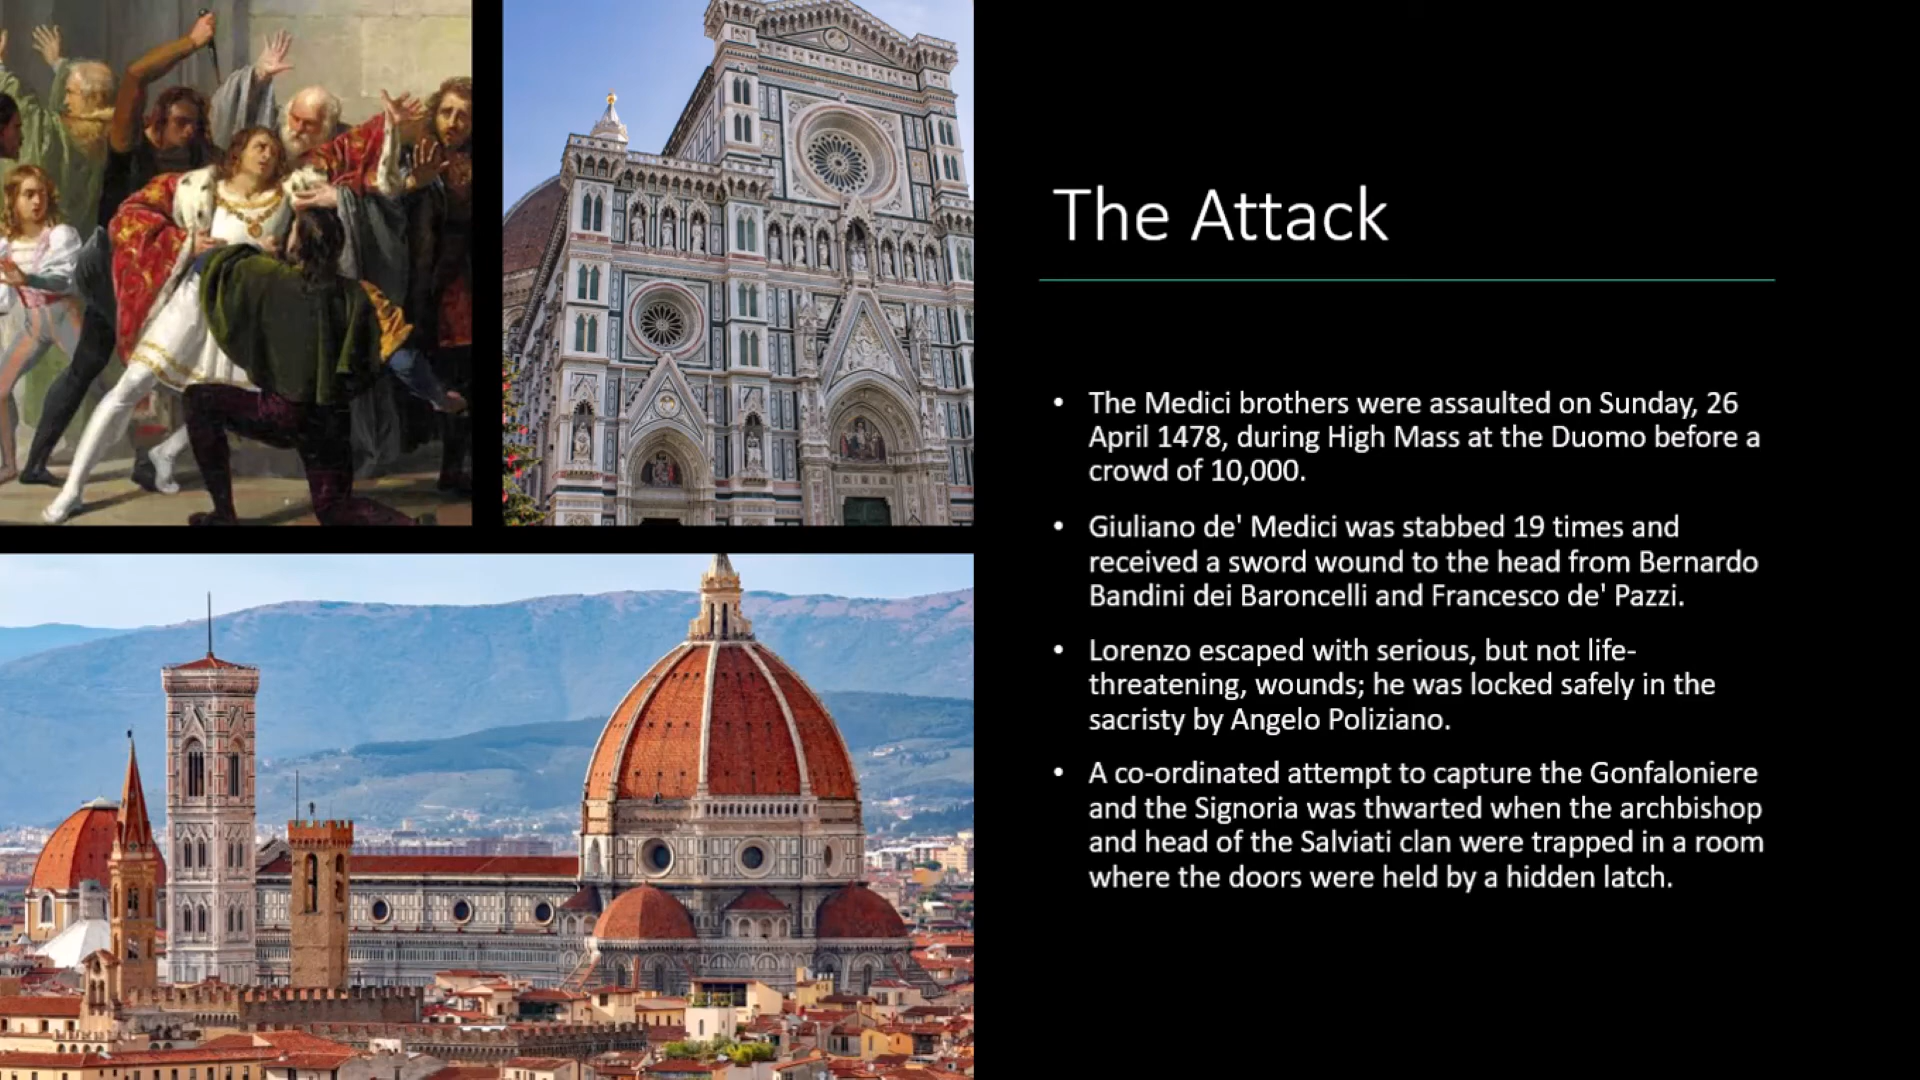 The Attack
• The Medici brothers were assaulted on Sunday, 26
April 1478, during High Mass at the Duomo before a
crowd of 10,000.
• Giuliano de' Medici was stabbed 19 times and
received a sword wound to the head from Bernardo
Bandini dei Baroncelli and Francesco de' Pazzi.
• Lorenzo escaped with serious, but not life-
threatening, wounds; he was locked safely in the
sacristy by Angelo Poliziano.
• A co-ordinated attempt to capture the Gonfaloniere
and the Signoria was thwarted when the archbishop
and head of the Salviati clan were trapped in a room
where the doors were held by a hidden latch.